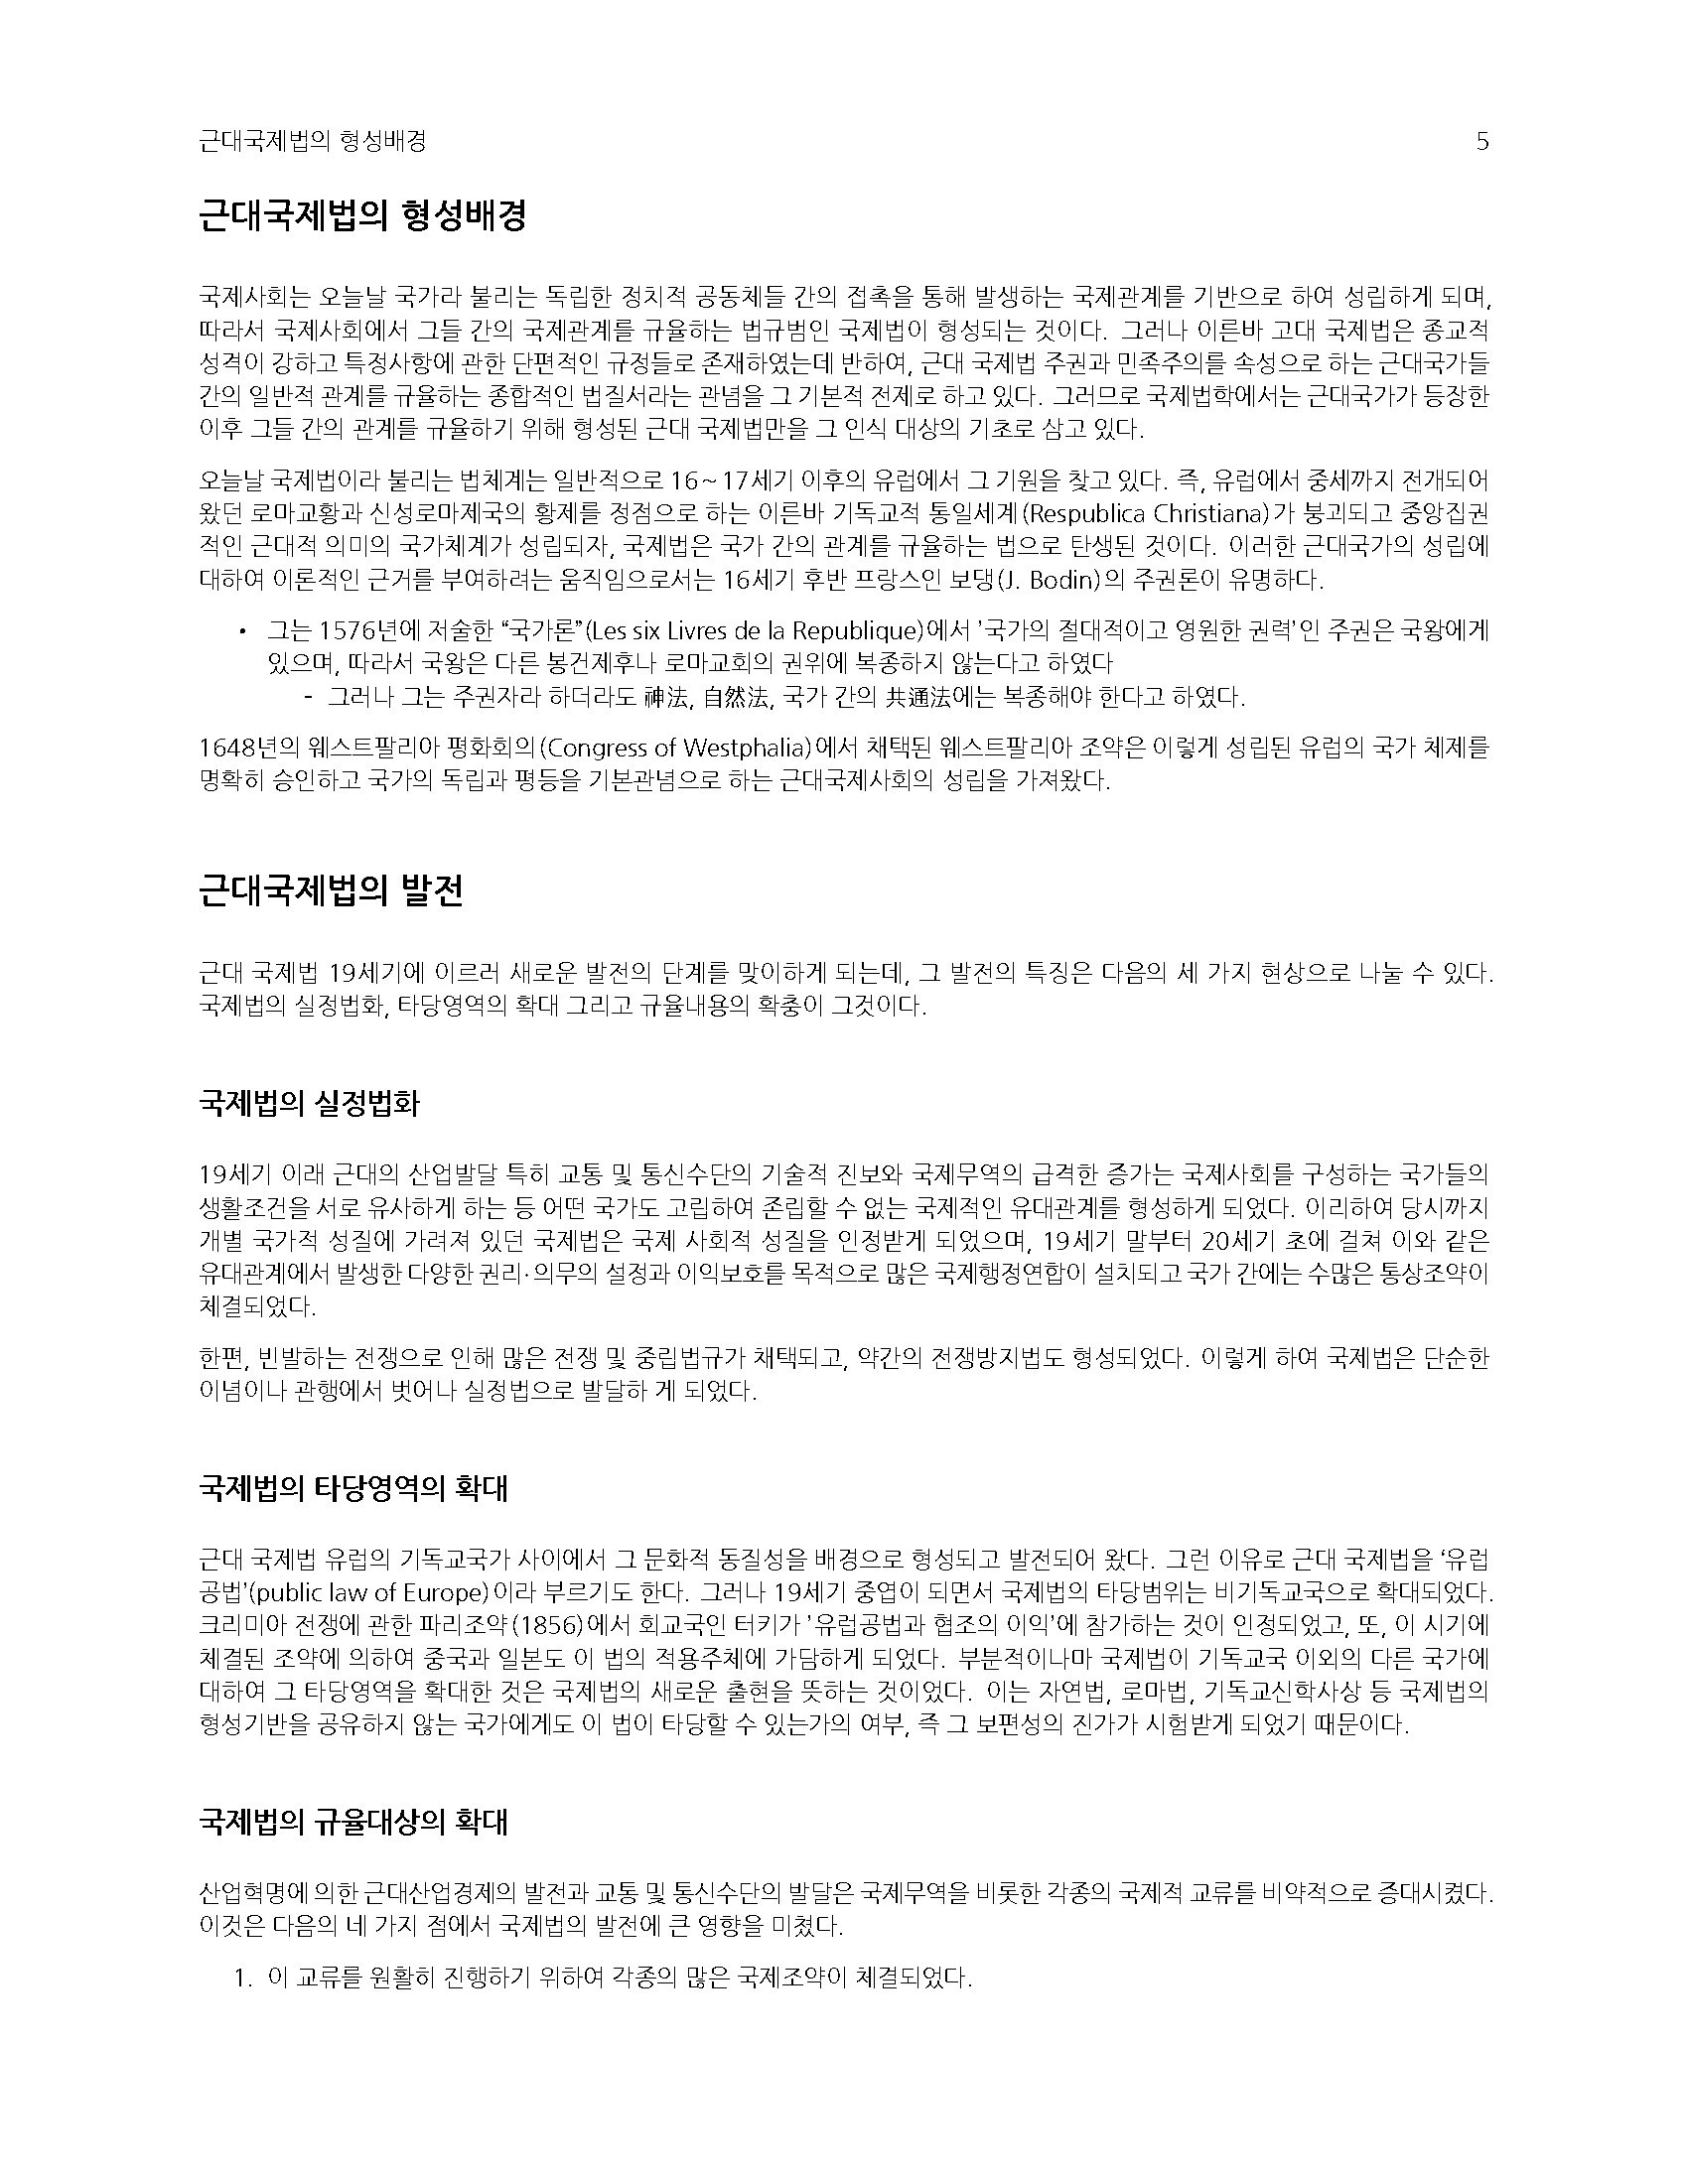 근대국제법의 형성배경 5
근대국제법의 형성배경
국제사회는 오늘날 국가라 불리는 독립한 정치적 공동체들 간의 접촉을 통해 발생하는 국제관계를 기반으로 하여 성립하게 되며,
따라서 국제사회에서 그들 간의 국제관계를 규율하는 법규범인 국제법이 형성되는 것이다. 그러나 이른바 고대 국제법은 종교적
성격이 강하고 특정사항에 관한 단편적인 규정들로 존재하였는데 반하여, 근대 국제법 주권과 민족주의를 속성으로 하는 근대국가들
간의 일반적 관계를 규율하는 종합적인 법질서라는 관념을 그 기본적 전제로 하고 있다. 그러므로 국제법학에서는 근대국가가 등장한
이후 그들 간의 관계를 규율하기 위해 형성된 근대 국제법만을 그 인식 대상의 기초로 삼고 있다.
오늘날 국제법이라 불리는 법체계는 일반적으로 16~17세기 이후의 유럽에서 그 기원을 찾고 있다. 즉, 유럽에서 중세까지 전개되어
왔던 로마교황과 신성로마제국의 황제를 정점으로 하는 이른바 기독교적 통일세계(Respublica Christiana)가 붕괴되고 중앙집권
적인 근대적 의미의 국가체계가 성립되자, 국제법은 국가 간의 관계를 규율하는 법으로 탄생된 것이다. 이러한 근대국가의 성립에
대하여 이론적인 근거를 부여하려는 움직임으로서는 16세기 후반 프랑스인 보댕(J. Bodin)의 주권론이 유명하다.
• 그는 1576년에 저술한 “국가론”(Les six Livres de la Republique)에서 ’국가의 절대적이고 영원한 권력’인 주권은 국왕에게
있으며, 따라서 국왕은 다른 봉건제후나 로마교회의 권위에 복종하지 않는다고 하였다
- 그러나 그는 주권자라 하더라도 神法, 自然法, 국가 간의 共通法에는 복종해야 한다고 하였다.
1648년의 웨스트팔리아 평화회의(Congress of Westphalia)에서 채택된 웨스트팔리아 조약은 이렇게 성립된 유럽의 국가 체제를
명확히 승인하고 국가의 독립과 평등을 기본관념으로 하는 근대국제사회의 성립을 가져왔다.
근대국제법의 발전
근대 국제법 19세기에 이르러 새로운 발전의 단계를 맞이하게 되는데, 그 발전의 특징은 다음의 세 가지 현상으로 나눌 수 있다.
국제법의 실정법화, 타당영역의 확대 그리고 규율내용의 확충이 그것이다.
국제법의 실정법화
19세기 이래 근대의 산업발달 특히 교통 및 통신수단의 기술적 진보와 국제무역의 급격한 증가는 국제사회를 구성하는 국가들의
생활조건을 서로 유사하게 하는 등 어떤 국가도 고립하여 존립할 수 없는 국제적인 유대관계를 형성하게 되었다. 이리하여 당시까지
개별 국가적 성질에 가려져 있던 국제법은 국제 사회적 성질을 인정받게 되었으며, 19세기 말부터 20세기 초에 걸쳐 이와 같은
유대관계에서 발생한 다양한 권리·의무의 설정과 이익보호를 목적으로 많은 국제행정연합이 설치되고 국가 간에는 수많은 통상조약이
체결되었다.
한편, 빈발하는 전쟁으로 인해 많은 전쟁 및 중립법규가 채택되고, 약간의 전쟁방지법도 형성되었다. 이렇게 하여 국제법은 단순한
이념이나 관행에서 벗어나 실정법으로 발달하 게 되었다.
국제법의 타당영역의 확대
근대 국제법 유럽의 기독교국가 사이에서 그 문화적 동질성을 배경으로 형성되고 발전되어 왔다. 그런 이유로 근대 국제법을 ‘유럽
공법’(public law of Europe)이라 부르기도 한다. 그러나 19세기 중엽이 되면서 국제법의 타당범위는 비기독교국으로 확대되었다.
크리미아 전쟁에 관한 파리조약(1856)에서 회교국인 터키가 ’유럽공법과 협조의 이익’에 참가하는 것이 인정되었고, 또, 이 시기에
체결된 조약에 의하여 중국과 일본도 이 법의 적용주체에 가담하게 되었다. 부분적이나마 국제법이 기독교국 이외의 다른 국가에
대하여 그 타당영역을 확대한 것은 국제법의 새로운 출현을 뜻하는 것이었다. 이는 자연법, 로마법, 기독교신학사상 등 국제법의
형성기반을 공유하지 않는 국가에게도 이 법이 타당할 수 있는가의 여부, 즉 그 보편성의 진가가 시험받게 되었기 때문이다.
국제법의 규율대상의 확대
산업혁명에 의한 근대산업경제의 발전과 교통 및 통신수단의 발달은 국제무역을 비롯한 각종의 국제적 교류를 비약적으로 증대시켰다.
이것은 다음의 네 가지 점에서 국제법의 발전에 큰 영향을 미쳤다.
1. 이 교류를 원활히 진행하기 위하여 각종의 많은 국제조약이 체결되었다.